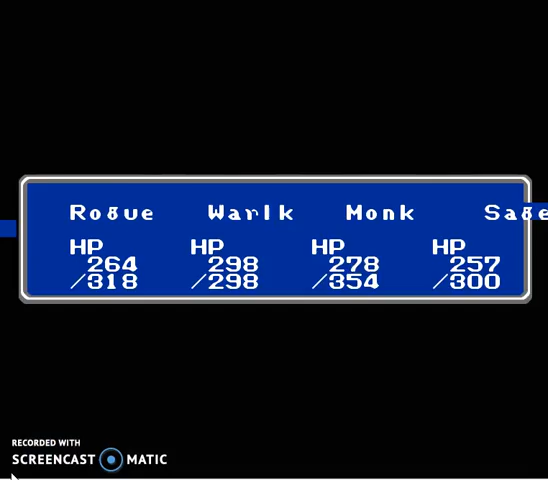 Rogue Warlk Monk Sage
HP HP HP HP
264 298 278 257
/318 /298 /354 /300
RECORDED WITH
SCREENCAST MATIC